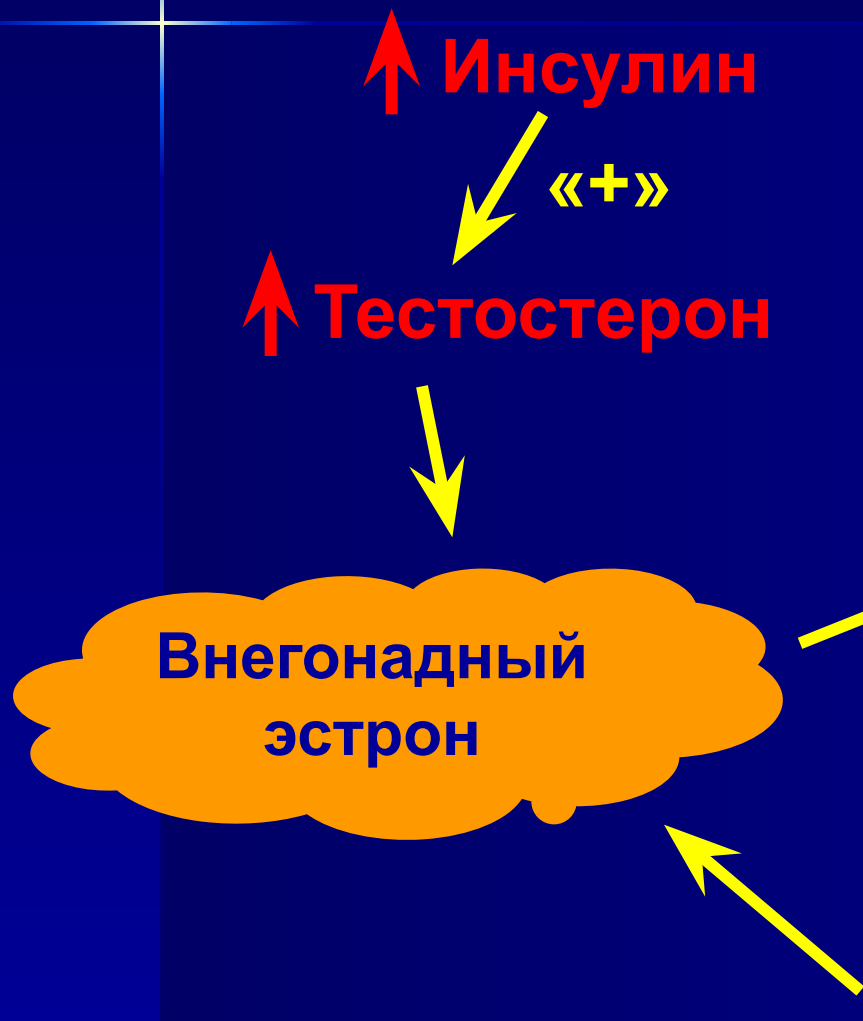 Инсулин
«+»
Тестостерон
Внегонадный
эстрон